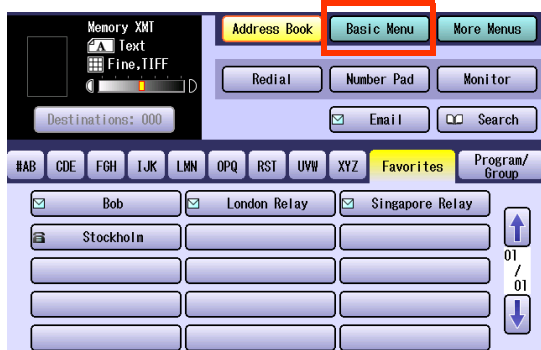 Memory XMT
A Text
Fine,TIFF
D
Destinations: 000
Address Book
Basic Menu
More Menus
Redial
Number Pad
Monitor
Email
Search
#AB
CDE
FGH
IJK
LMN
OPQ
RST
UVW
XYZ
Favorites
Program/
Group
Bob
London Relay
Singapore Relay
Stockholm
01
/
01